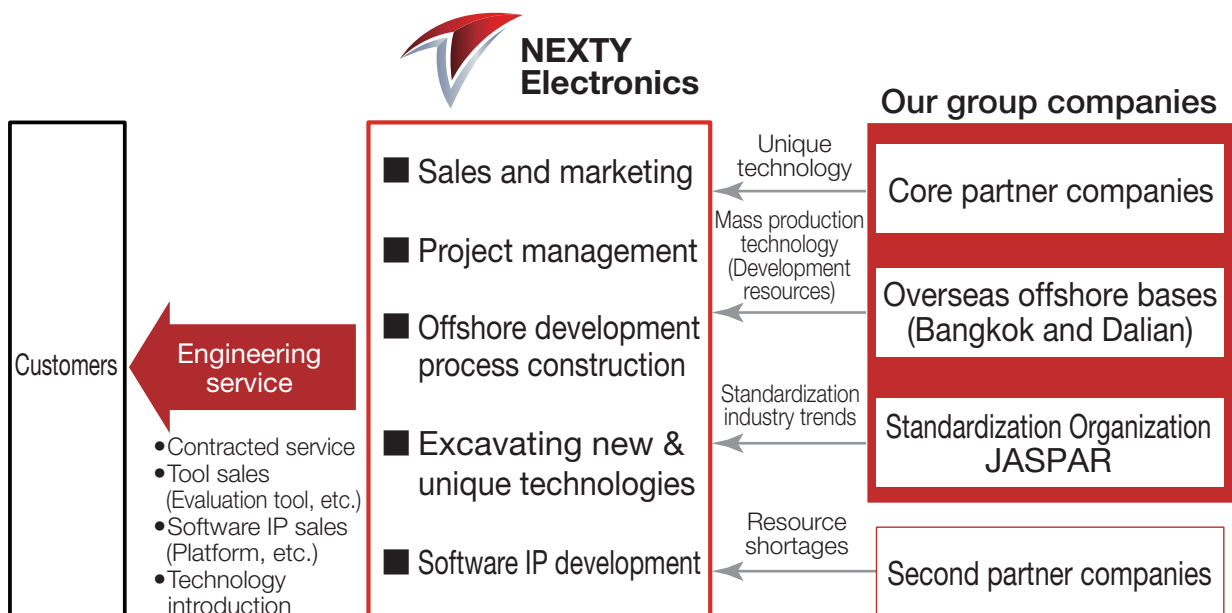 NEXTY
Electronics
Our group companies
Customers
Engineering
service
•Contracted service
•Tool sales
(Evaluation tool, etc.)
•Software IP sales
(Platform, etc.)
•Technology
introduction
■ Sales and marketing
■ Project management
■ Offshore development
process construction
■ Excavating new &
unique technologies
■ Software IP development
Unique
technology
Mass production
technology
(Development
resources)
Standardization
industry trends
Resource
shortages
Core partner companies
Overseas offshore bases
(Bangkok and Dalian)
Standardization Organization
JASPAR
Second partner companies